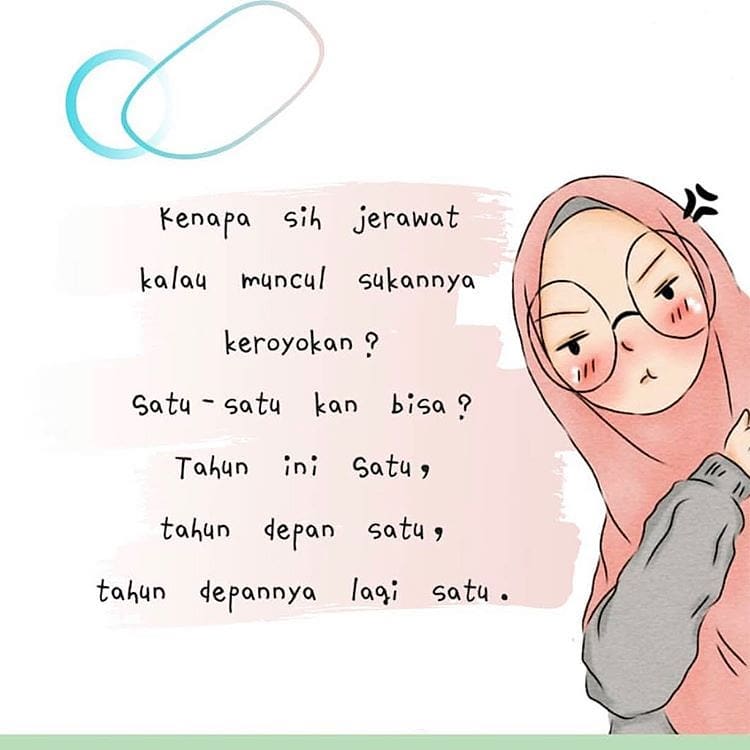 Kenapa sih jerawat
kalau muncul sukannya
keroyokan?
Satu-satu kan bisa?
Tahun ini Satu,
tahun depan satu,
tahun depannya lagi satu.